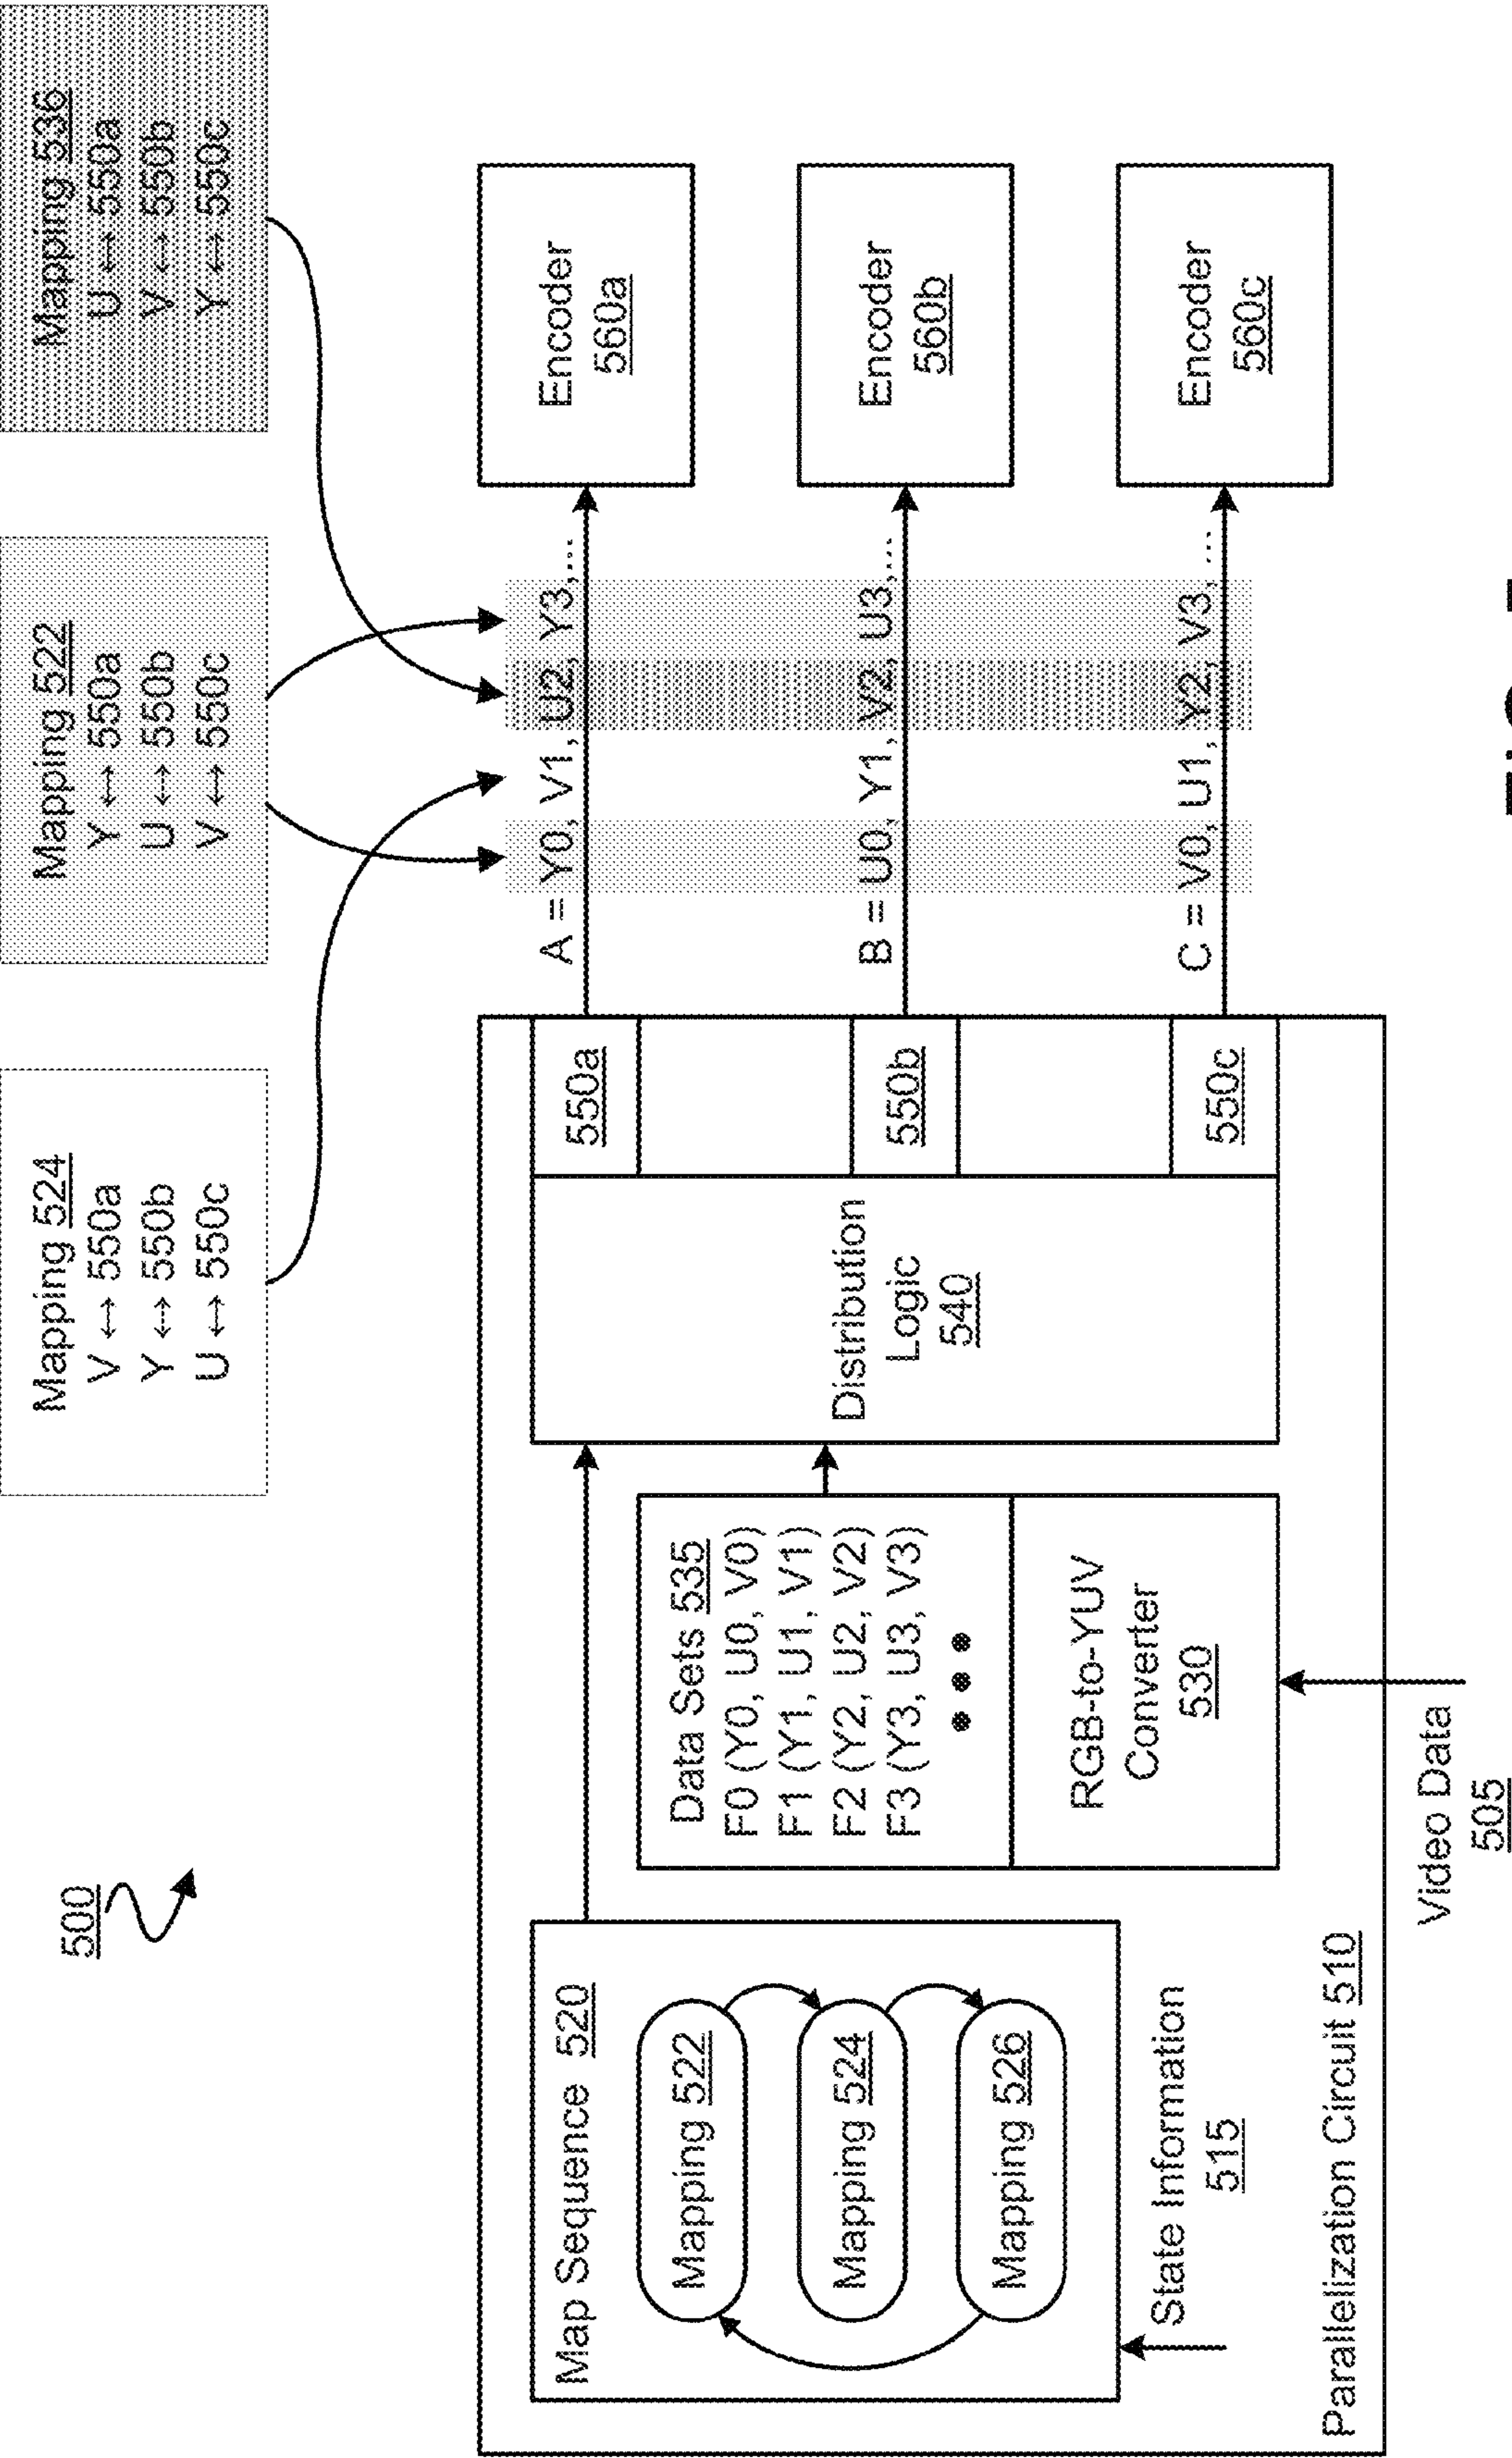 500
Mapping 524
V ↔ 550a
Y ↔ 550b
U ↔ 550c
Mapping 522
Y ↔ 550a
U ↔ 550b
V ↔ 550c
Mapping 536
U ↔ 550a
V ↔ 550b
Y ↔ 550c
Map Sequence 520
Mapping 522
Mapping 524
Mapping 526
State Information
515
Parallelization Circuit 510
Data Sets 535
F0 (Y0, U0, V0)
F1 (Y1, U1, V1)
F2 (Y2, U2, V2)
F3 (Y3, U3, V3)
RGB-to-YUV
Converter
530
Video Data
505
Distribution
Logic
540
550a
550b
550c
A = Y0, V1, U2, Y3,...
B = U0, Y1, V2, U3,...
C = V0, U1, Y2, V3, ...
Encoder
560a
Encoder
560b
Encoder
560c